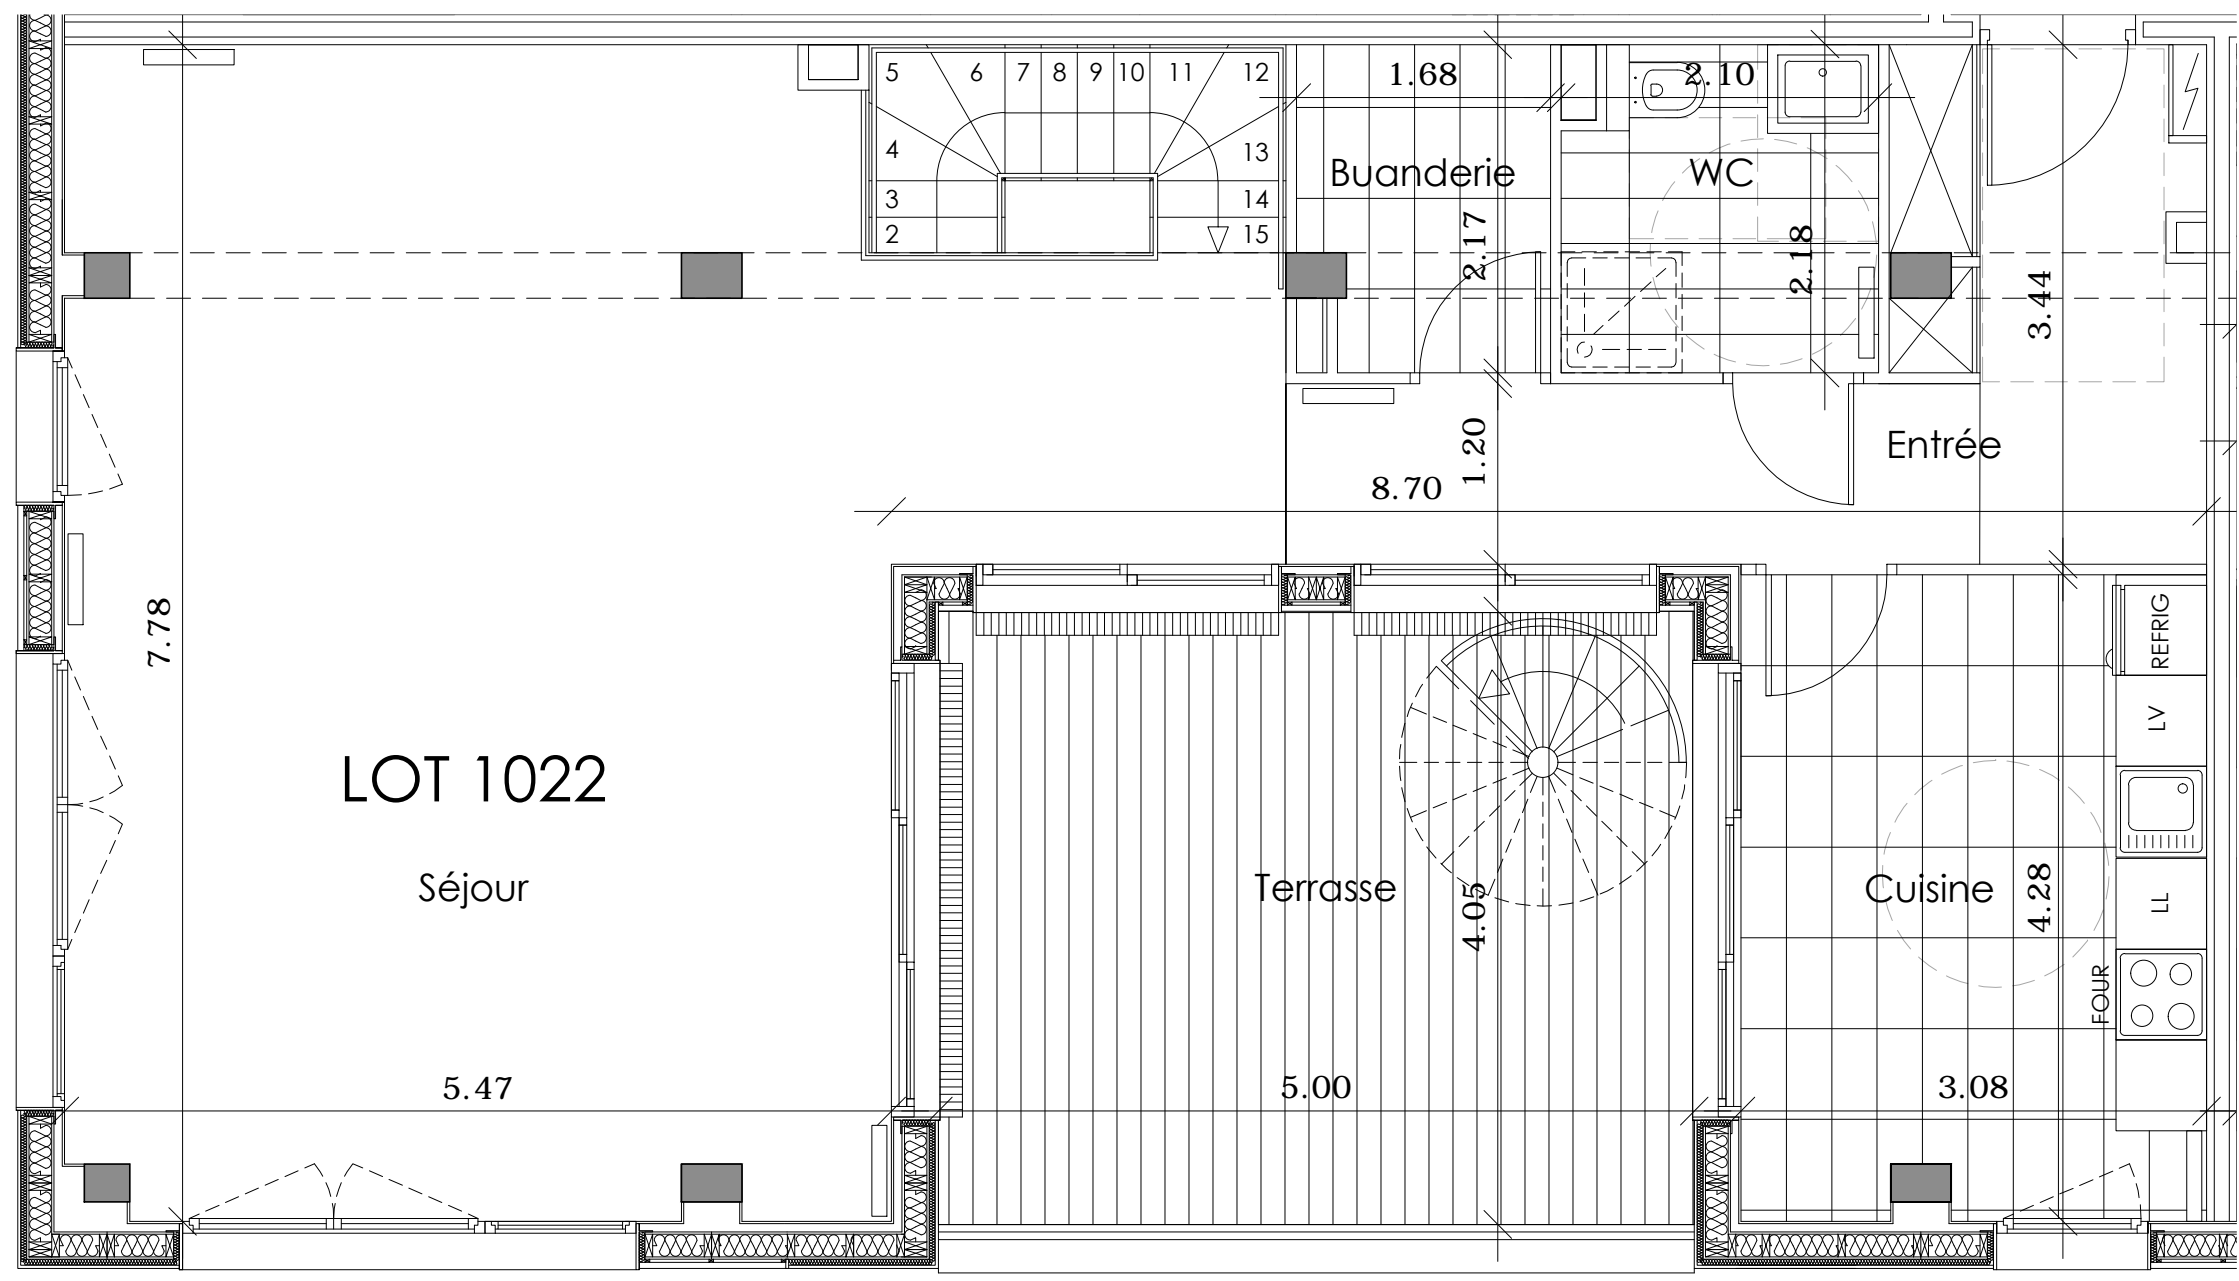 5 6 7 8 9 10 11 12
1.68
2.10
4
13
Buanderie
WC
3
14
2
15
2.17
2.18
3.44
1.20
Entrée
8.70
7.78
REFRIG
LV
LOT 1022
Séjour
Terrasse
4.05
Cuisine
4.28
LL
FOUR
5.47
5.00
3.08